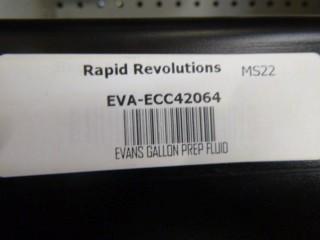 Rapid Revolutions MS22
EVA-ECC42064
EVANS GALLON PREP FLUID